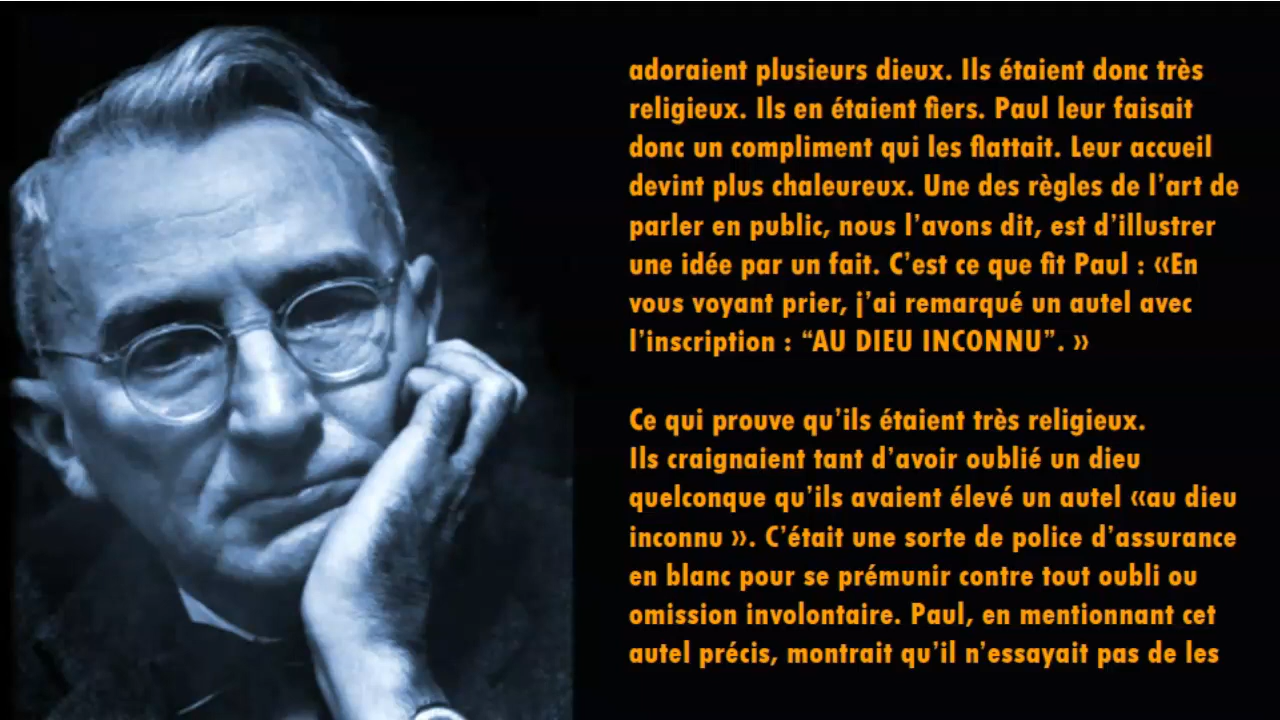 adoraient plusieurs dieux. Ils étaient donc très
religieux. Ils en étaient fiers. Paul leur faisait
donc un compliment qui les flattait. Leur accueil
devint plus chaleureux. Une des règles de l’art de
parler en public, nous l’avons dit, est d’illustrer
une idée par un fait. C’est ce que fit Paul : «En
vous voyant prier, j’ai remarqué un autel avec
l’inscription : “AU DIEU INCONNU”. »
Ce qui prouve qu’ils étaient très religieux.
Ils craignaient tant d’avoir oublié un dieu
quelconque qu’ils avaient élevé un autel «au dieu
inconnu ». C’était une sorte de police d’assurance
en blanc pour se prémunir contre tout oubli ou
omission involontaire. Paul, en mentionnant cet
autel précis, montrait qu’il n’essayait pas de les